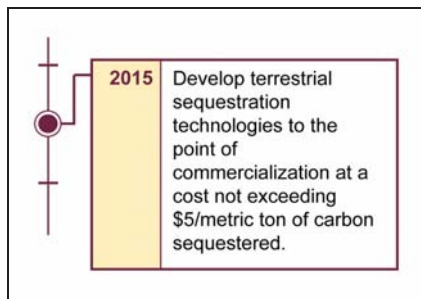 2015 Develop terrestrial
sequestration
technologies to the
point of
commercialization at a
cost not exceeding
$5/metric ton of carbon
sequestered.